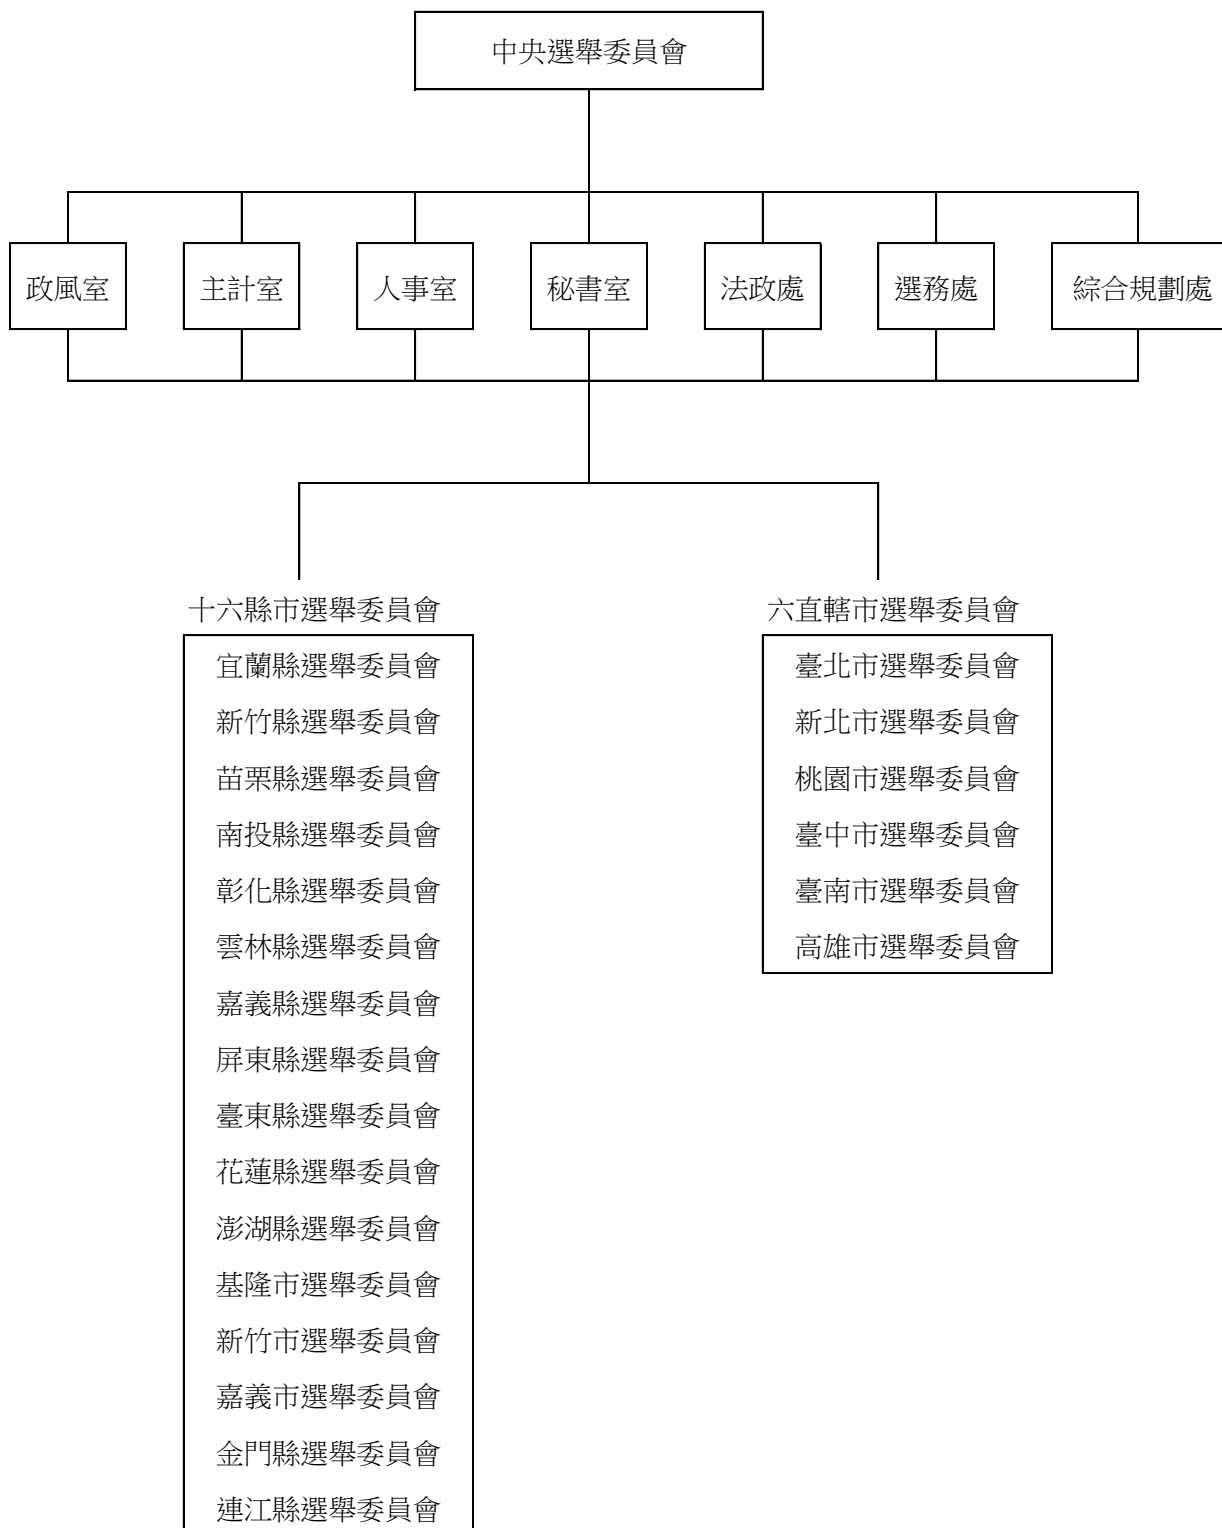 中央選舉委員會
政風室
主計室
人事室
秘書室
法政處
選務處
綜合規劃處
十六縣市選舉委員會
宜蘭縣選舉委員會
新竹縣選舉委員會
苗栗縣選舉委員會
南投縣選舉委員會
彰化縣選舉委員會
雲林縣選舉委員會
嘉義縣選舉委員會
屏東縣選舉委員會
臺東縣選舉委員會
花蓮縣選舉委員會
澎湖縣選舉委員會
基隆市選舉委員會
新竹市選舉委員會
嘉義市選舉委員會
金門縣選舉委員會
連江縣選舉委員會
六直轄市選舉委員會
臺北市選舉委員會
新北市選舉委員會
桃園市選舉委員會
臺中市選舉委員會
臺南市選舉委員會
高雄市選舉委員會